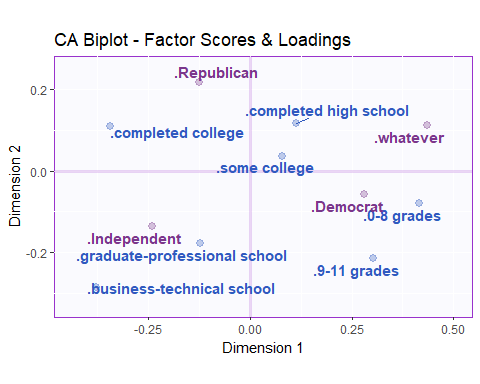 CA Biplot - Factor Scores & Loadings
.Republican
0.2
.completed high school
.completed college
.whatever
.some college
0.0
Dimension 2
.Democrat
.0-8 grades
.Independent
.graduate-professional school
-0.2
.9-11 grades
.business-technical school
-0.25
0.00
0.25
0.50
Dimension 1